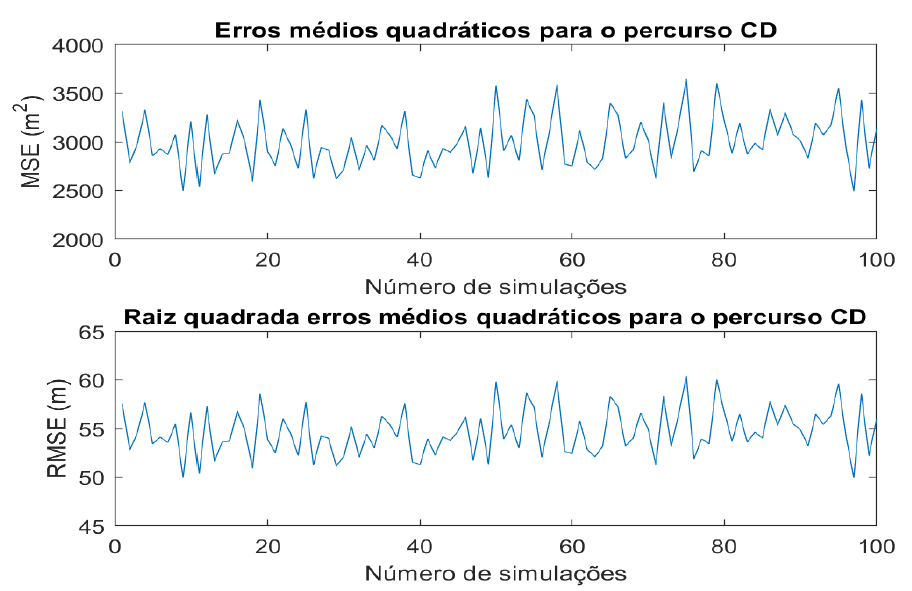 Erros médios quadráticos para o percurso CD
4000
3500
3000
2500
2000
MSE (m²)
0 20 40 60 80 100
Número de simulações
Raiz quadrada erros médios quadráticos para o percurso CD
65
60
55
50
45
RMSE (m)
0 20 40 60 80 100
Número de simulações